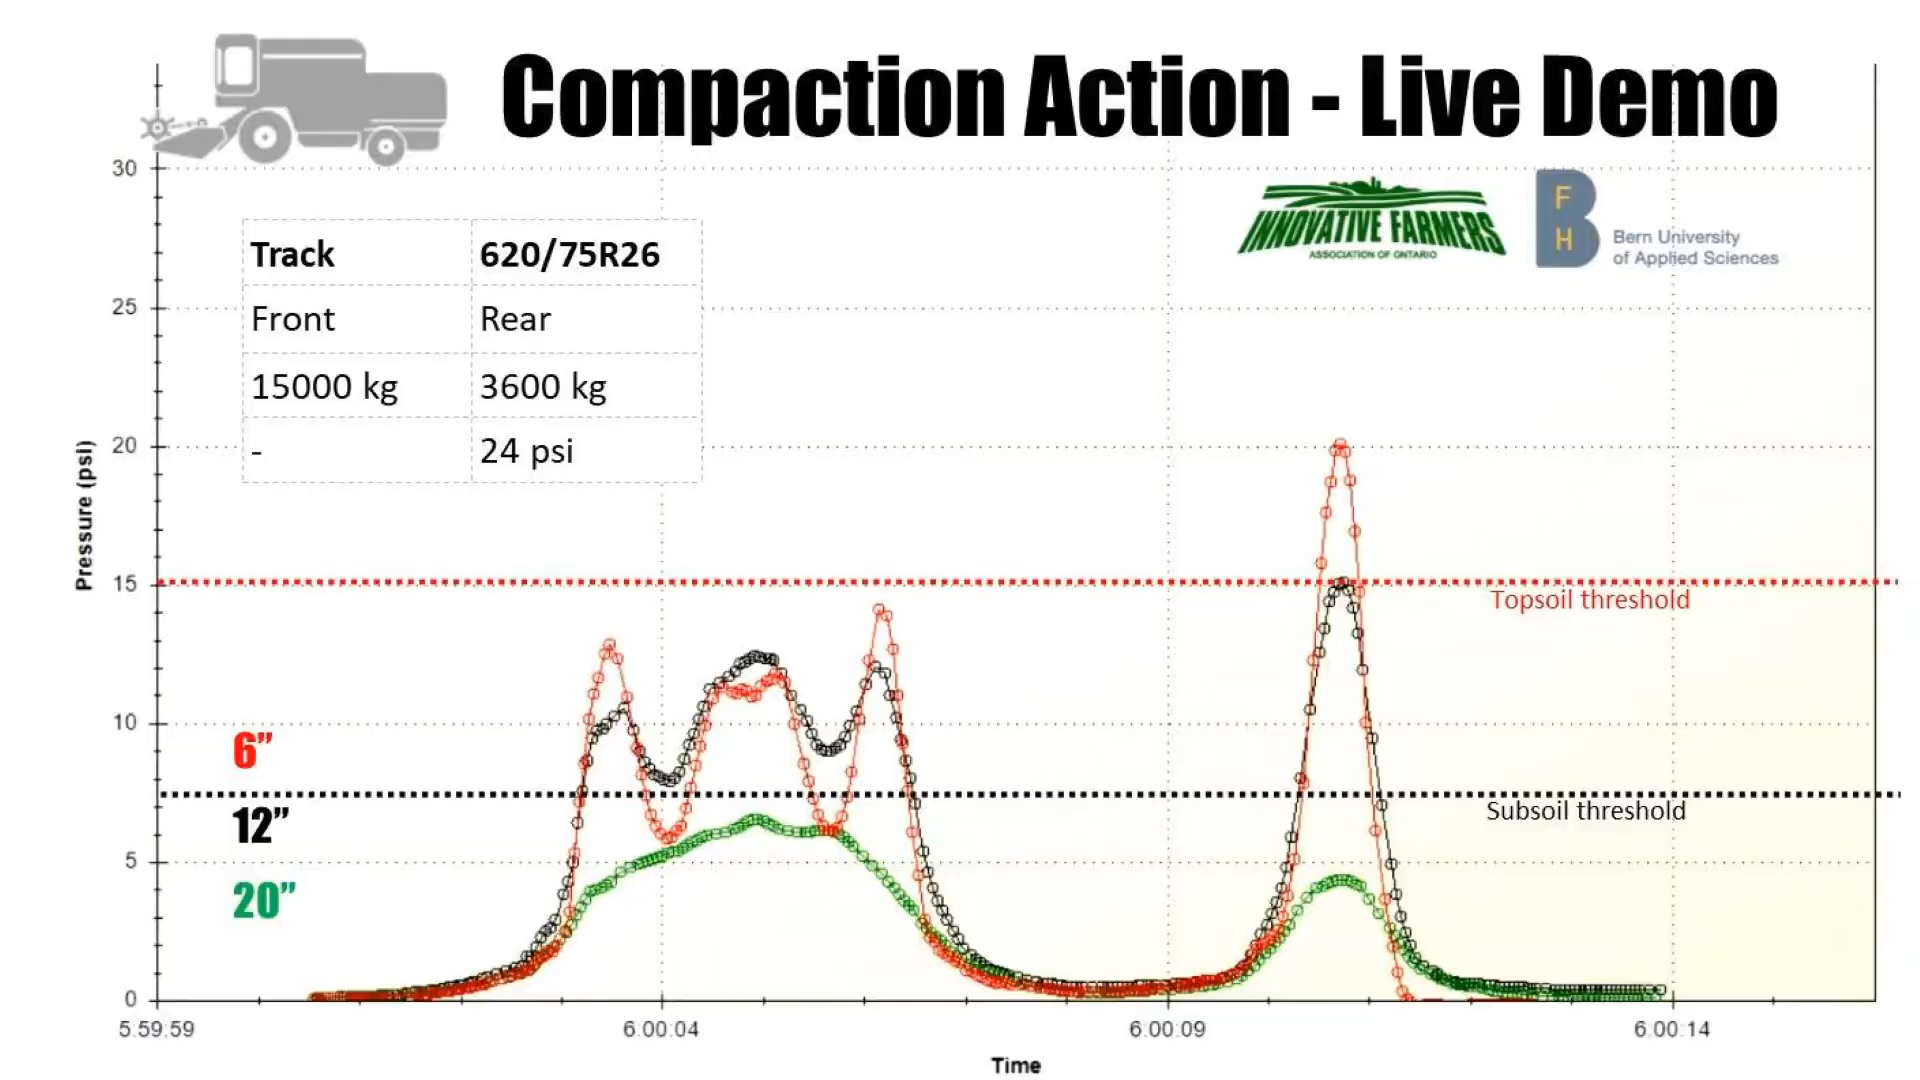 Compaction Action - Live Demo
INNOVATIVE FARMERS
ASSOCIATION OF ONTARIO
F
H
Bern University
of Applied Sciences
Track 620/75R26
Front Rear
15000 kg 3600 kg
- 24 psi
Pressure (psi)
30
25
20
15
10
5
0
Topsoil threshold
Subsoil threshold
6”
12”
20”
5:59:59 6:00:04 6:00:09 6:00:14
Time